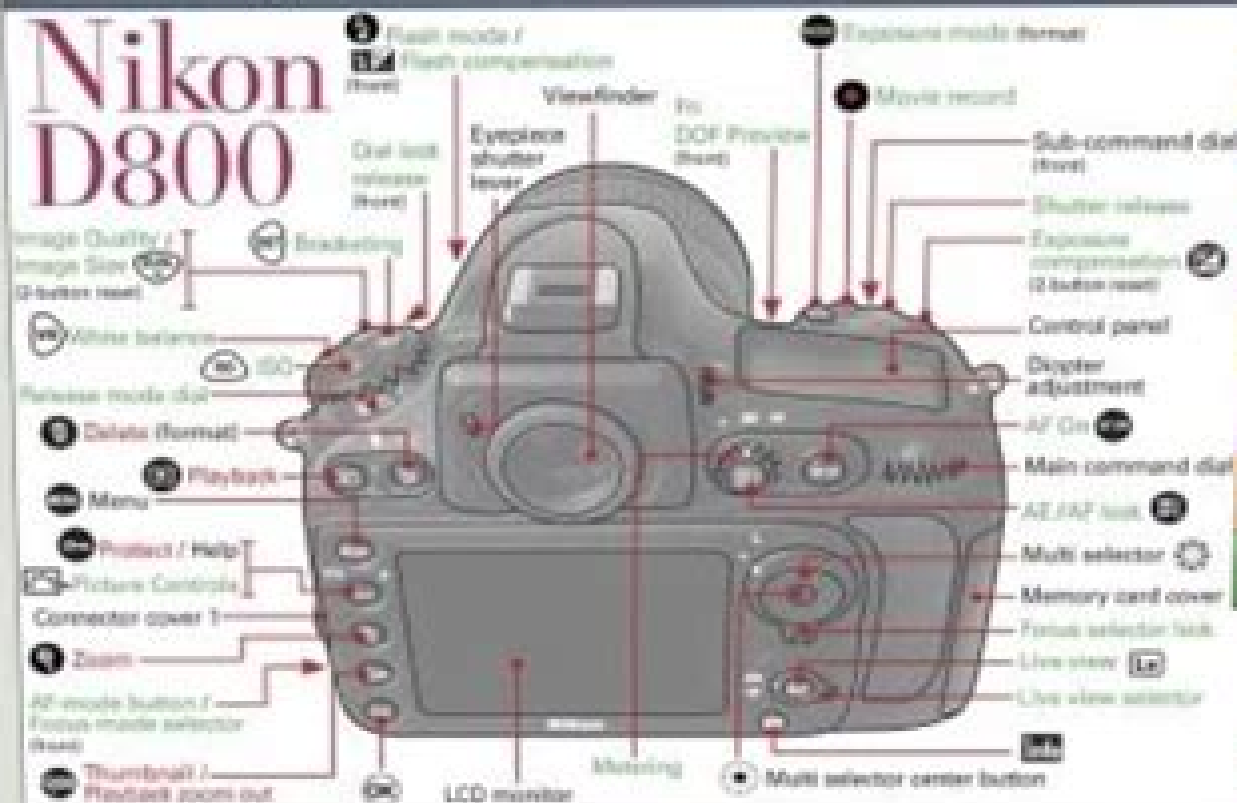 Nikon
D800
Flash mode /
Flash compensation
(front)
Viewfinder
Eyepiece
shutter
lever
Dial lock
release
(front)
Fn
DOF Preview
(front)
Exposure mode (format)
Movie record
Sub-command dial
(front)
Shutter release
Exposure
compensation
(2-button reset)
Control panel
Diopter
adjustment
AF On
Main command dial
AE/AF lock
Multi selector
Memory card cover
Focus selector lock
Live view Lv
Live view selector
Info
Multi selector center button
Metering
LCD monitor
OK
Image Quality /
Image Size
(2-button reset)
Bracketing
White balance
ISO
Release mode dial
Delete (format)
Playback
Menu
Protect / Help
Picture Controls
Connector cover 1
Zoom
AF-mode button /
Focus-mode selector
(front)
Thumbnail /
Playback zoom out